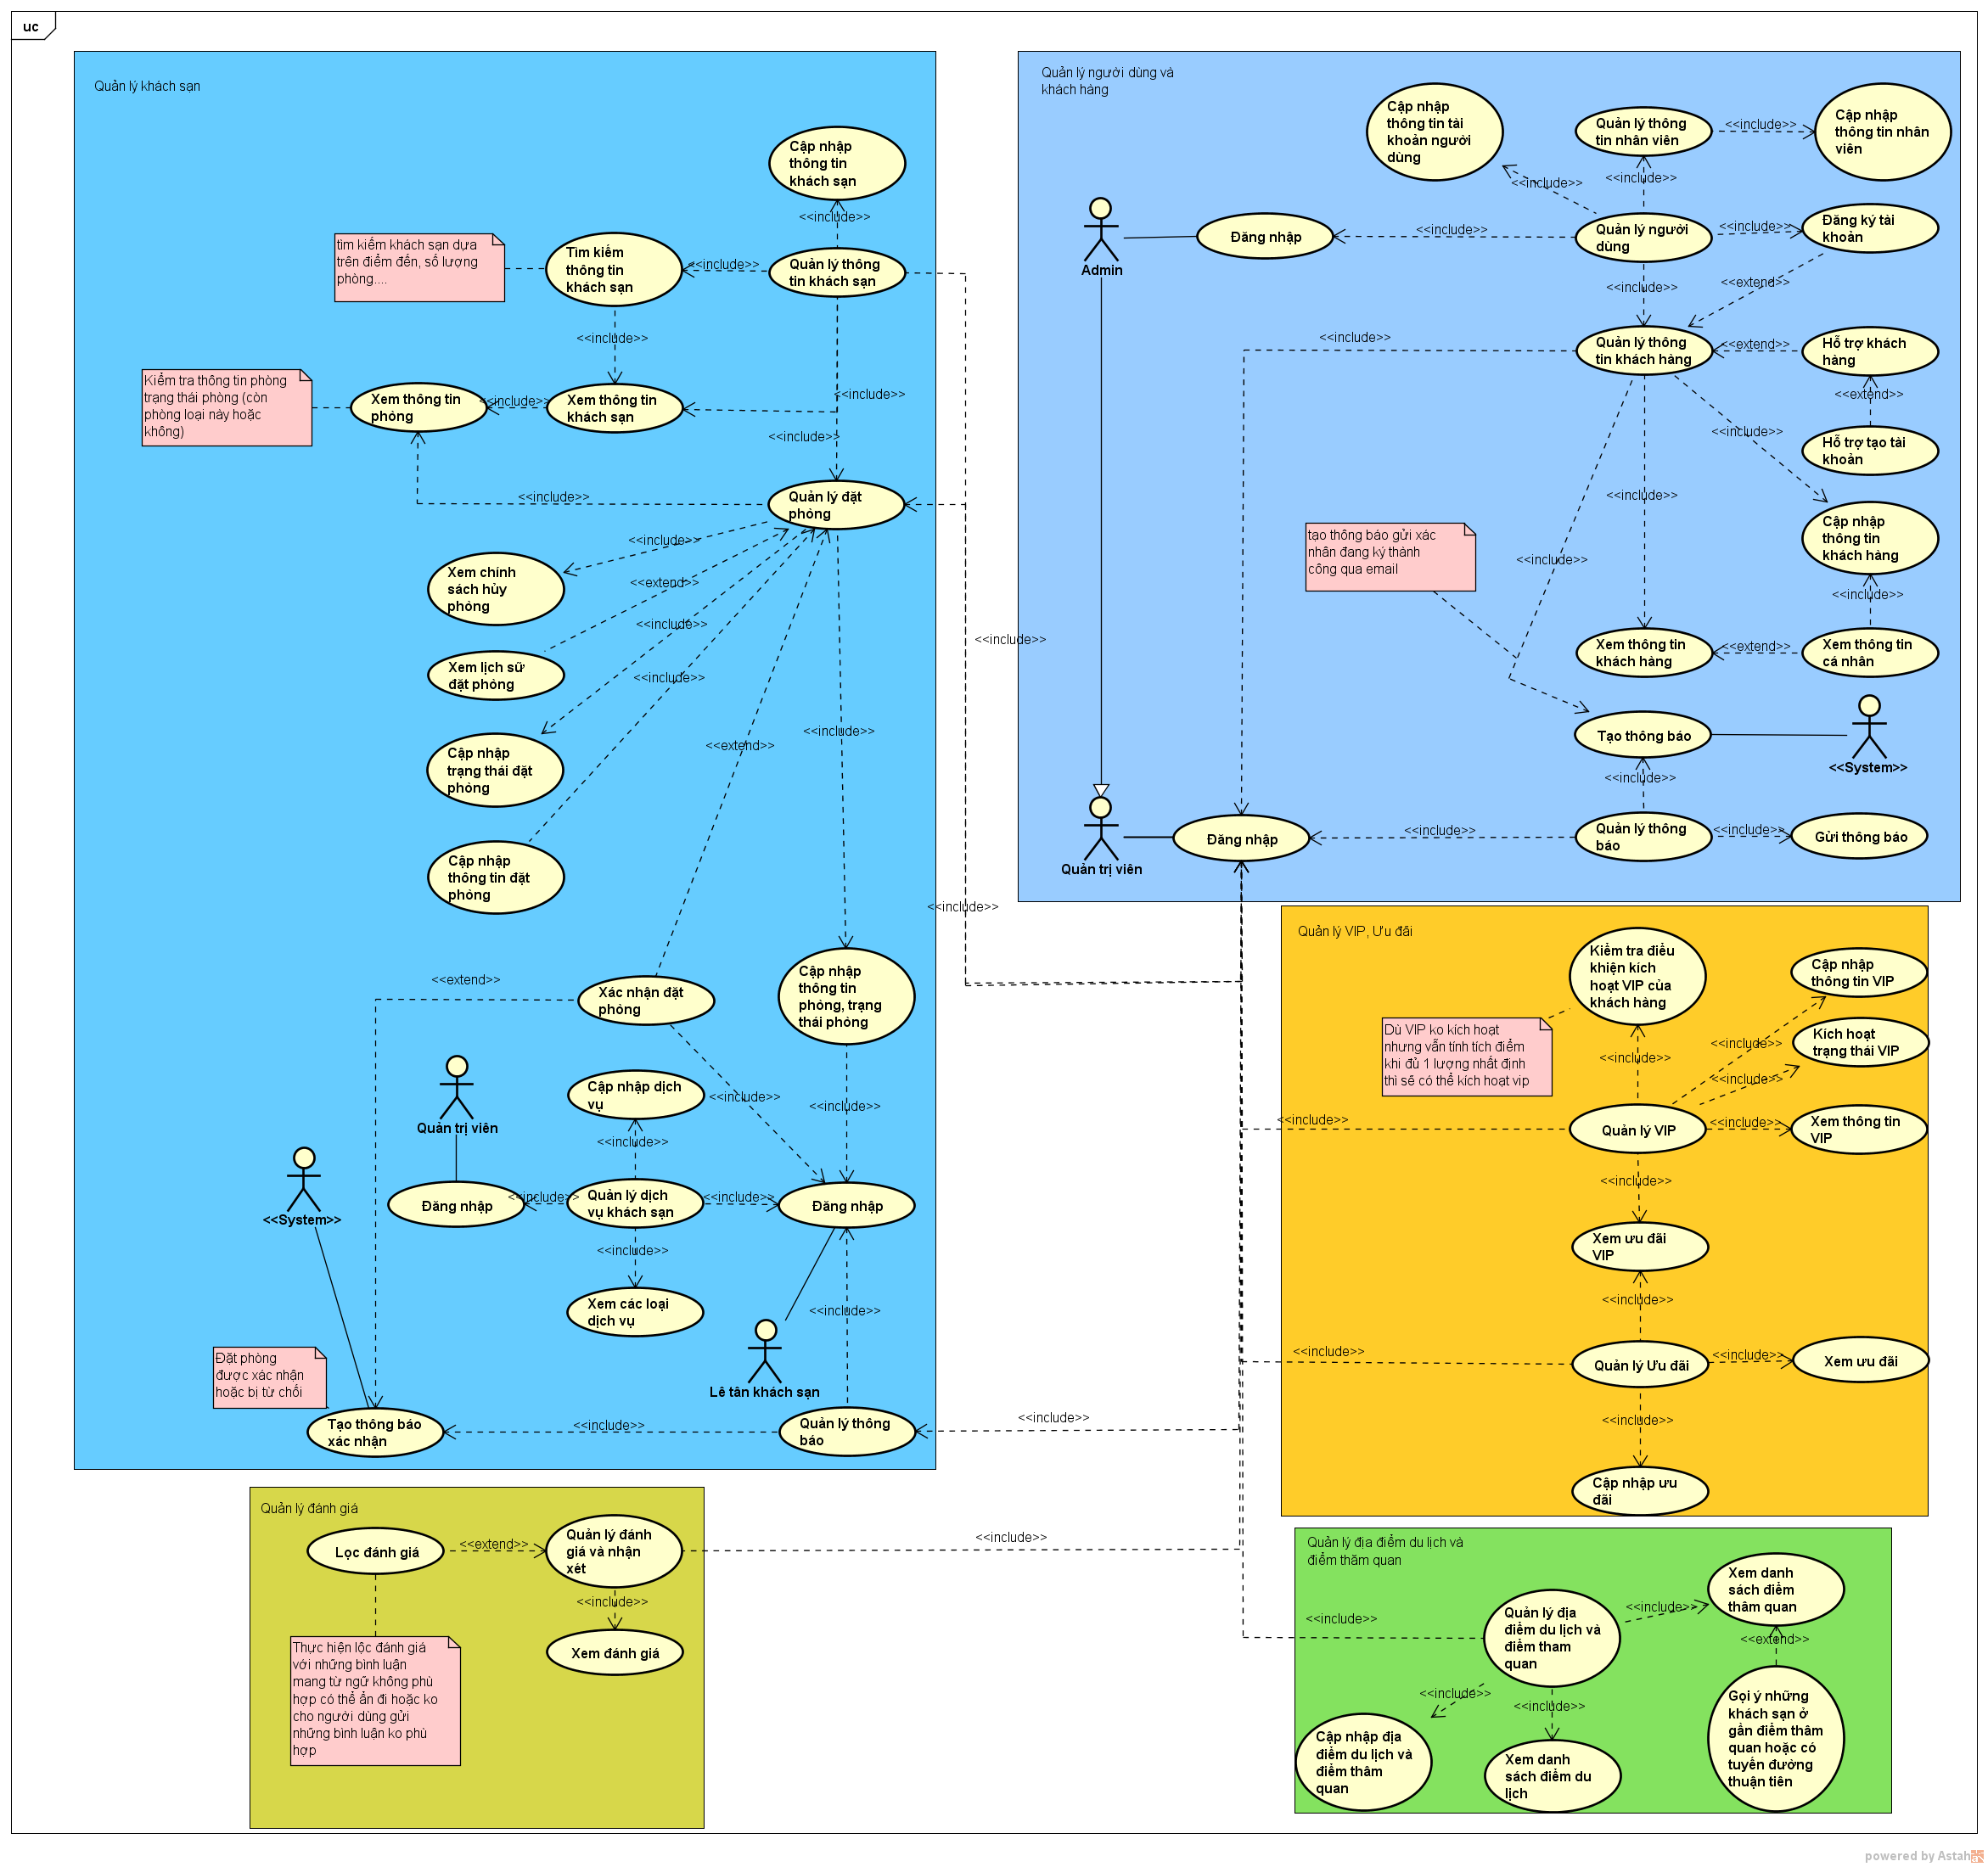 uc
Quản lý khách sạn
Cập nhập
thông tin
khách sạn
<<include>>
tìm kiếm khách sạn dựa
trên điểm đến, số lượng
phòng....
Tìm kiếm
thông tin
khách sạn
<<include>>
Quản lý thông
tin khách sạn
<<include>>
Kiểm tra thông tin phòng
trạng thái phòng (còn
phòng loại này hoặc
không)
Xem thông tin
phòng
<<include>>
Xem thông tin
khách sạn
<<include>>
<<include>>
<<include>>
Quản lý đặt
phòng
<<include>>
Xem chính
sách hủy
phòng
<<extend>>
<<include>>
Xem lịch sử
đặt phòng
<<include>>
Cập nhập
trạng thái đặt
phòng
<<extend>>
<<include>>
Cập nhập
thông tin đặt
phòng
<<extend>>
Xác nhận đặt
phòng
Cập nhập
thông tin
phòng, trạng
thái phòng
Quản trị viên
Cập nhập dịch
vụ
<<include>>
<<include>>
<<include>>
<<System>>
Đăng nhập
<<include>>
Quản lý dịch
vụ khách sạn
<<include>>
Đăng nhập
<<include>>
Xem các loại
dịch vụ
<<include>>
Lê tân khách sạn
Đặt phòng
được xác nhận
hoặc bị từ chối
Tạo thông báo
xác nhận
<<include>>
Quản lý thông
báo
<<include>>
<<include>>
<<include>>
<<include>>
Quản lý người dùng và
khách hàng
Cập nhập
thông tin tài
khoản người
dùng
Quản lý thông
tin nhân viên
<<include>>
Cập nhập
thông tin nhân
viên
<<include>>
<<include>>
Admin
Đăng nhập
<<include>>
Quản lý người
dùng
<<include>>
Đăng ký tài
khoản
<<include>>
<<extend>>
<<include>>
Quản lý thông
tin khách hàng
<<extend>>
Hỗ trợ khách
hàng
<<extend>>
<<include>>
Hỗ trợ tạo tài
khoản
<<include>>
tạo thông báo gửi xác
nhân đang ký thành
công qua email
<<include>>
Cập nhập
thông tin
khách hàng
<<include>>
Xem thông tin
khách hàng
<<extend>>
Xem thông tin
cá nhân
Tạo thông báo
<<System>>
<<include>>
Quản trị viên
Đăng nhập
<<include>>
Quản lý thông
báo
<<include>>
Gửi thông báo
Quản lý VIP, Ưu đãi
Kiểm tra điều
khiện kích
hoạt VIP của
khách hàng
Cập nhập
thông tin VIP
Dù VIP ko kích hoạt
nhưng vẫn tính tích điểm
khi đủ 1 lượng nhất định
thì sẽ có thể kích hoạt vip
<<include>>
<<include>>
Kích hoạt
trạng thái VIP
<<include>>
<<include>>
Quản lý VIP
<<include>>
Xem thông tin
VIP
<<include>>
Xem ưu đãi
VIP
<<include>>
<<include>>
Quản lý Ưu đãi
<<include>>
Xem ưu đãi
<<include>>
Cập nhập ưu
đãi
Quản lý đánh giá
Lọc đánh giá
<<extend>>
Quản lý đánh
giá và nhận
xét
<<include>>
<<include>>
Xem đánh giá
Thực hiện lộc đánh giá
với những bình luận
mang từ ngữ không phù
hợp có thể ẩn đi hoặc ko
cho người dùng gửi
những bình luận ko phù
hợp
Quản lý địa điểm du lịch và
điểm thăm quan
<<include>>
Quản lý địa
điểm du lịch và
điểm tham
quan
<<include>>
Xem danh
sách điểm
thâm quan
<<extend>>
<<include>>
<<include>>
Cập nhập địa
điểm du lịch và
điểm thâm
quan
Xem danh
sách điểm du
lịch
Gọi ý những
khách sạn ở
gần điểm thâm
quan hoặc có
tuyến đường
thuận tiên
powered by Astah